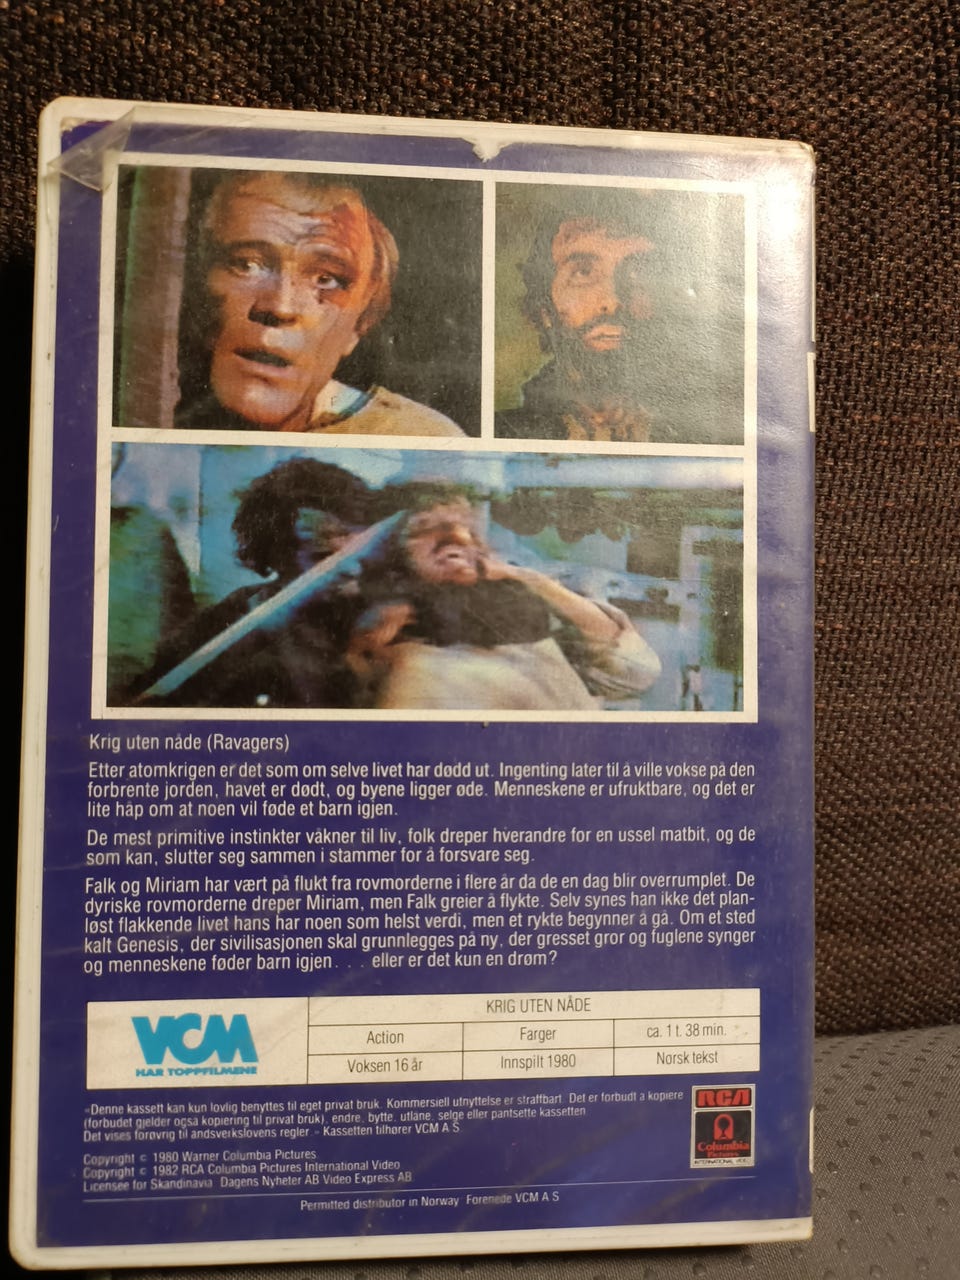 Krig uten nåde (Ravagers)
Etter atomkrigen er det som om selve livet har dødd ut. Ingenting later til å ville vokse på den
forbrente jorden, havet er dødt, og byene ligger øde. Menneskene er ufruktbare, og det er
lite håp om at noen vil føde et barn igjen.
De mest primitive instinkter våkner til liv, folk dreper hverandre for en ussel matbit, og de
som kan, slutter seg sammen i stammer for å forsvare seg.
Falk og Miriam har vært på flukt fra rovmorderne i flere år da de en dag blir overrumplet. De
dyriske rovmorderne dreper Miriam, men Falk greier å flykte. Selv synes han ikke det plan-
løst flakkende livet hans har noen som helst verdi, men et rykte begynner å gå. Om et sted
kalt Genesis, der sivilisasjonen skal grunnlegges på ny, der gresset gror og fuglene synger
og menneskene føder barn igjen . . . eller er det kun en drøm?
VCM
HAR TOPPFILMENE
KRIG UTEN NÅDE
Action Farger ca. 1 t. 38 min.
Voksen 16 år Innspilt 1980 Norsk tekst
«Denne kassett kan kun lovlig benyttes til eget privat bruk. Kommersiell utnyttelse er straffbart. Det er forbudt å kopiere
(forbudet gjelder også kopiering til privat bruk), endre, bytte, utlåne, selge eller pantsette kassetten.
Det vises forøvrig til åndsverkslovens regler.» Kassetten tilhører VCM A.S.
Copyright © 1980 Warner Columbia Pictures
Copyright © 1982 RCA Columbia Pictures International Video
Licensee for Skandinavia Dagens Nyheter AB Video Express AB
Permitted distributor in Norway Forenede VCM A S
RCA
Columbia
Pictures
INTERNATIONAL VIDEO